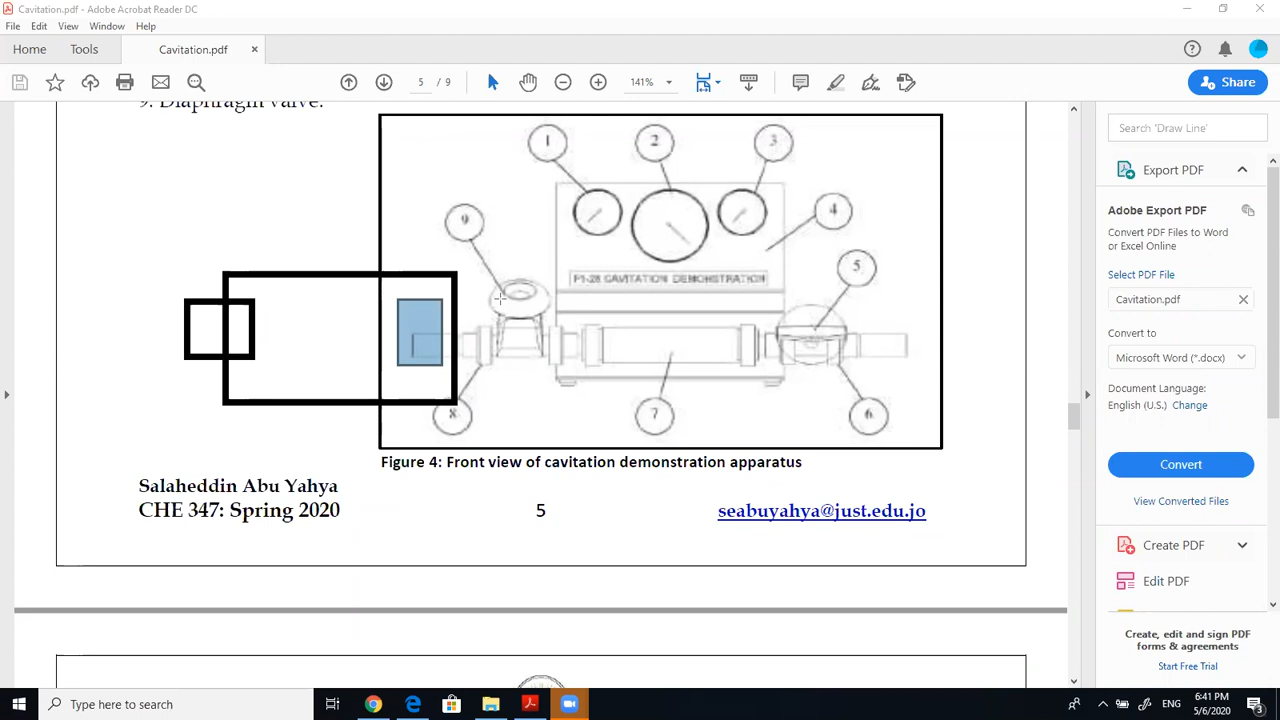 Cavitation.pdf - Adobe Acrobat Reader DC
File Edit View Window Help
Home Tools Cavitation.pdf ×
5 / 9 141% Share
9. Diaphragm valve.
1 2 3
9 4
5
F1-28 CAVITATION DEMONSTRATION
8 7 6
Figure 4: Front view of cavitation demonstration apparatus
Salaheddin Abu Yahya
CHE 347: Spring 2020 5 seabuyahya@just.edu.jo
Search 'Draw Line'
Export PDF
Adobe Export PDF
Convert PDF Files to Word
or Excel Online
Select PDF File
Cavitation.pdf
Convert to
Microsoft Word (*.docx)
Document Language:
English (U.S.) Change
Convert
View Converted Files
Create PDF
Edit PDF
Create, edit and sign PDF
forms & agreements
Start Free Trial
Type here to search
ENG
6:41 PM
5/6/2020
3